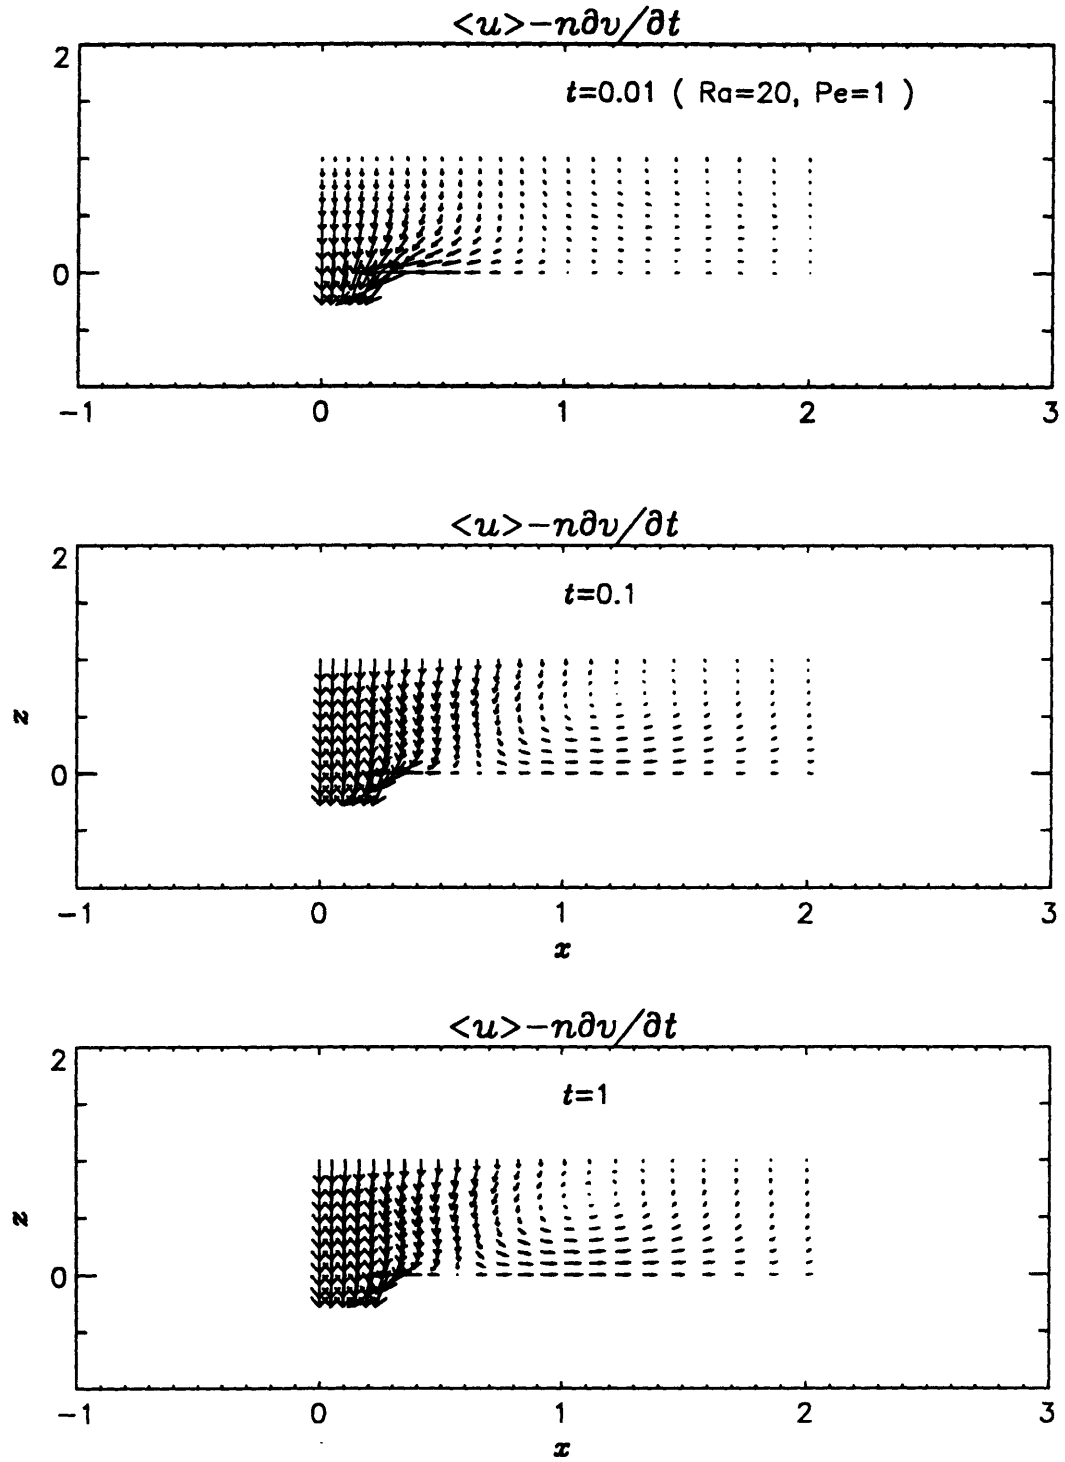 <u>−n∂v/∂t
2
t=0.01 ( Ra=20, Pe=1 )
0
−1 0 1 2 3
<u>−n∂v/∂t
2
t=0.1
z
0
−1 0 1 2 3
x
<u>−n∂v/∂t
2
t=1
z
0
−1 0 1 2 3
x